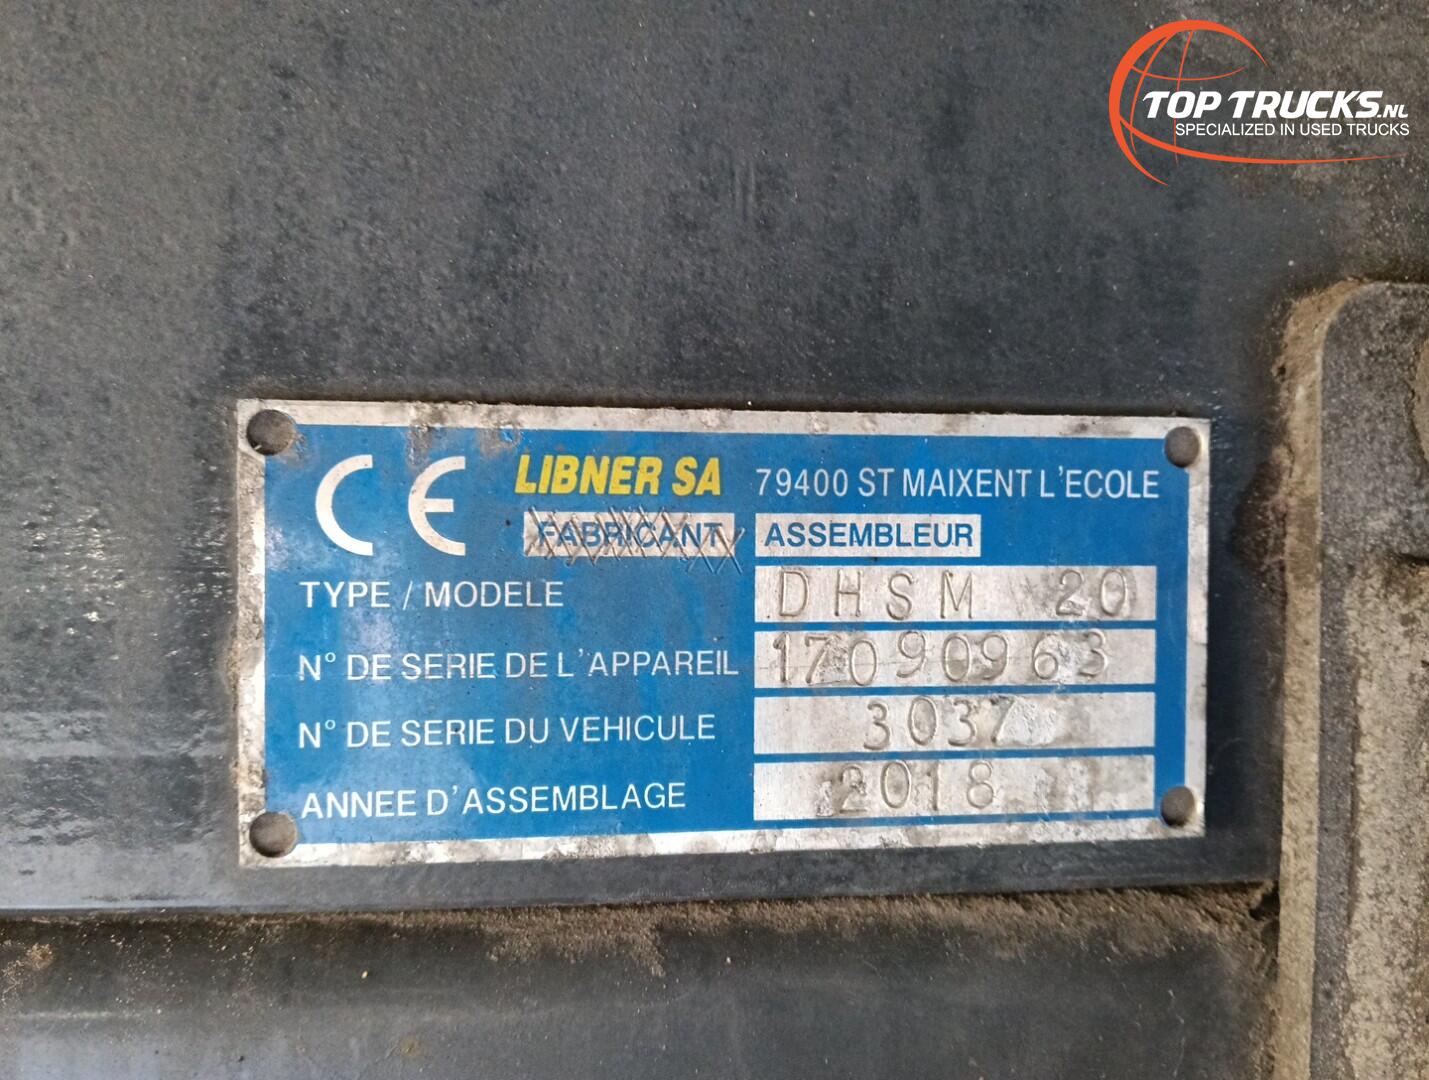 TOP TRUCKS.NL
SPECIALIZED IN USED TRUCKS
CE LIBNER SA 79400 ST MAIXENT L'ECOLE
FABRICANT ASSEMBLEUR
TYPE / MODELE DHSM 20
N° DE SERIE DE L'APPAREIL 17090963
N° DE SERIE DU VEHICULE 3037
ANNEE D'ASSEMBLAGE 2018